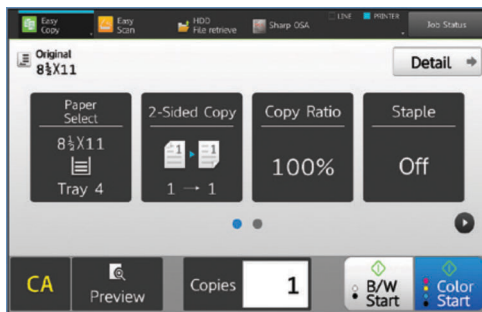 Easy
Copy
Easy
Scan
HDD
File retrieve
Sharp OSA
LINE
PRINTER
Job Status
Original
8½X11
Detail
Paper
Select
8½X11
Tray 4
2-Sided Copy
1
1
1 → 1
Copy Ratio
100%
Staple
Off
CA
Preview
Copies
1
B/W
Start
Color
Start